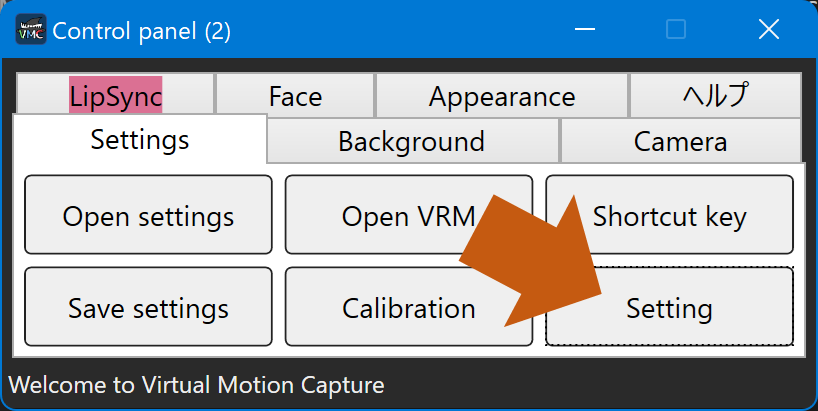 VMC
Control panel (2)
LipSync Face Appearance ヘルプ
Settings Background Camera
Open settings Open VRM Shortcut key
Save settings Calibration Setting
Welcome to Virtual Motion Capture